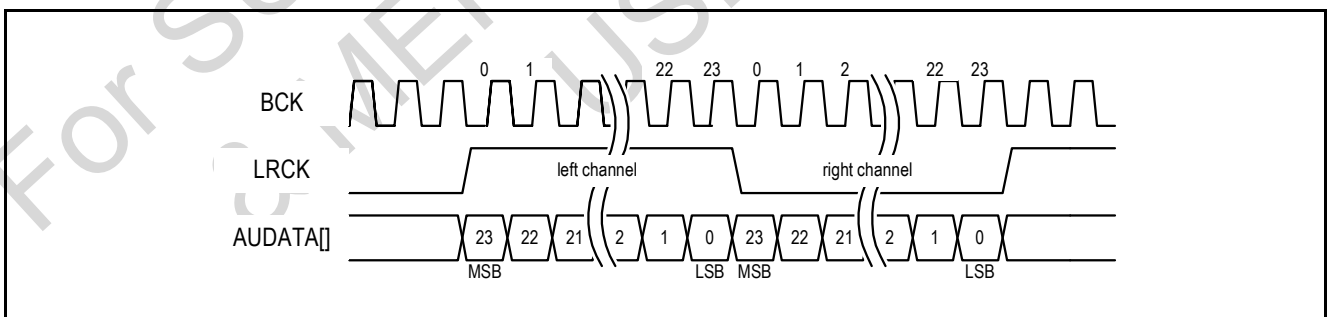 0 1 22 23 0 1 2 22 23
BCK
LRCK left channel right channel
AUDATA[] 23 22 21 2 1 0 23 22 21 2 1 0
MSB LSB MSB LSB
For